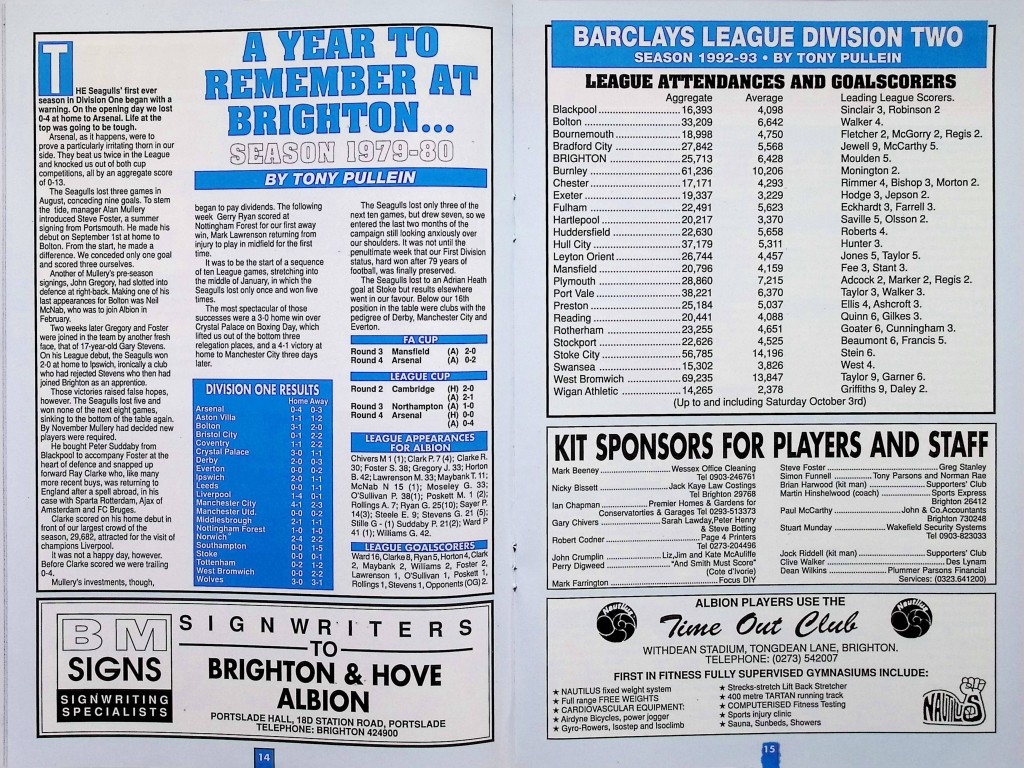 A YEAR TO
REMEMBER AT
BRIGHTON...
SEASON 1979-80
BY TONY PULLEIN
THE Seagulls' first ever
season in Division One began with a
warning. On the opening day we lost
0-4 at home to Arsenal. Life at the
top was going to be tough.
Arsenal, as it happens, were to
prove a particularly irritating thorn in our
side. They beat us twice in the League
and knocked us out of both cup
competitions, all by an aggregate score
of 0-13.
The Seagulls lost three games in
August, conceding nine goals. To stem
the tide, manager Alan Mullery
introduced Steve Foster, a summer
signing from Portsmouth. He made his
debut on September 1st at home to
Bolton. From the start, he made a
difference. We conceded only one goal
and scored three ourselves.
Another of Mullery's pre-season
signings, John Gregory, had slotted into
defence at right-back. Making one of his
last appearances for Bolton was Neil
McNab, who was to join Albion in
February.
Two weeks later Gregory and Foster
were joined in the team by another fresh
face, that of 17-year-old Gary Stevens.
On his League debut, the Seagulls won
2-0 at home to Ipswich, ironically a club
who had rejected Stevens who then had
joined Brighton as an apprentice.
Those victories raised false hopes,
however. The Seagulls lost five and
won none of the next eight games,
sinking to the bottom of the table again.
By November Mullery had decided new
players were required.
He bought Peter Suddaby from
Blackpool to accompany Foster at the
heart of defence and snapped up
forward Ray Clarke who, like many
more recent buys, was returning to
England after a spell abroad, in his
case with Sparta Rotterdam, Ajax of
Amsterdam and FC Bruges.
Clarke scored on his home debut in
front of our largest crowd of the
season, 29,682, attracted for the visit of
champions Liverpool.
It was not a happy day, however.
Before Clarke scored we were trailing
0-4.
Mullery's investments, though,
began to pay dividends. The following
week Gerry Ryan scored at
Nottingham Forest for our first away
win, Mark Lawrenson returning from
injury to play in midfield for the first
time.
It was to be the start of a sequence
of ten League games, stretching into
the middle of January, in which the
Seagulls lost only once and won five
times.
The most spectacular of those
successes were a 3-0 home win over
Crystal Palace on Boxing Day, which
lifted us out of the bottom three
relegation places, and a 4-1 victory at
home to Manchester City three days
later.
DIVISION ONE RESULTS
Home Away
Arsenal 0-4 0-3
Aston Villa 1-1 1-2
Bolton 3-1 2-0
Bristol City 0-1 2-2
Coventry 1-1 2-2
Crystal Palace 3-0 1-1
Derby 2-0 0-3
Everton 0-0 0-2
Ipswich 2-0 1-1
Leeds 0-0 1-1
Liverpool 1-4 0-1
Manchester City 4-1 2-3
Manchester Utd. 0-0 0-2
Middlesbrough 2-1 1-1
Nottingham Forest 1-0 1-0
Norwich 2-4 2-2
Southampton 0-0 1-5
Stoke 0-0 0-1
Tottenham 0-2 1-2
West Bromwich 0-0 2-2
Wolves 3-0 3-1
The Seagulls lost only three of the
next ten games, but drew seven, so we
entered the last two months of the
campaign still looking anxiously over
our shoulders. It was not until the
penultimate week that our First Division
status, hard won after 79 years of
football, was finally preserved.
The Seagulls lost to an Adrian Heath
goal at Stoke but results elsewhere
went in our favour. Below our 16th
position in the table were clubs with the
pedigree of Derby, Manchester City and
Everton.
FA CUP
Round 3 Mansfield (A) 2-0
Round 4 Arsenal (A) 0-2
LEAGUE CUP
Round 2 Cambridge (H) 2-0
(A) 2-1
Round 3 Northampton (A) 1-0
Round 4 Arsenal (H) 0-0
(A) 0-4
LEAGUE APPEARANCES
FOR ALBION
Chivers M 1 (1); Clark P. 7 (4); Clarke R.
30; Foster S. 38; Gregory J. 33; Horton
B. 42; Lawrenson M. 33; Maybank T. 11;
McNab N 15 (1); Moseley G. 33;
O'Sullivan P. 38(1); Poskett M. 1 (2);
Rollings A. 7; Ryan G. 25(10); Sayer P.
14(3); Steele E. 9; Stevens G. 21 (5);
Stille G - (1) Suddaby P. 21(2); Ward P
41 (1); Williams G. 42.
LEAGUE GOALSCORERS
Ward 16, Clarke 8, Ryan 5, Horton 4, Clark
2, Maybank 2, Williams 2, Foster 2,
Lawrenson 1, O'Sullivan 1, Poskett 1,
Rollings 1, Stevens 1, Opponents (OG) 2.
BM
SIGNS
SIGNWRITING
SPECIALISTS
SIGNWRITERS
TO
BRIGHTON & HOVE
ALBION
PORTSLADE HALL, 18D STATION ROAD, PORTSLADE
TELEPHONE: BRIGHTON 424900
14
BARCLAYS LEAGUE DIVISION TWO
SEASON 1992-93 • BY TONY PULLEIN
LEAGUE ATTENDANCES AND GOALSCORERS
Aggregate Average Leading League Scorers.
Blackpool 16,393 4,098 Sinclair 3, Robinson 2
Bolton 33,209 6,642 Walker 4.
Bournemouth 18,998 4,750 Fletcher 2, McGorry 2, Regis 2.
Bradford City 27,842 5,568 Jewell 9, McCarthy 5.
BRIGHTON 25,713 6,428 Moulden 5.
Burnley 61,236 10,206 Monington 2.
Chester 17,171 4,293 Rimmer 4, Bishop 3, Morton 2.
Exeter 19,337 3,229 Hodge 3, Jepson 2.
Fulham 22,491 5,623 Eckhardt 3, Farrell 3.
Hartlepool 20,217 3,370 Saville 5, Olsson 2.
Huddersfield 22,630 5,658 Roberts 4.
Hull City 37,179 5,311 Hunter 3.
Leyton Orient 26,744 4,457 Jones 5, Taylor 5.
Mansfield 20,796 4,159 Fee 3, Stant 3.
Plymouth 28,860 7,215 Adcock 2, Marker 2, Regis 2.
Port Vale 38,221 6,370 Taylor 3, Walker 3.
Preston 25,184 5,037 Ellis 4, Ashcroft 3.
Reading 20,441 4,088 Quinn 6, Gilkes 3.
Rotherham 23,255 4,651 Goater 6, Cunningham 3.
Stockport 22,626 4,525 Beaumont 6, Francis 5.
Stoke City 56,785 14,196 Stein 6.
Swansea 15,302 3,826 West 4.
West Bromwich 69,235 13,847 Taylor 9, Garner 6.
Wigan Athletic 14,265 2,378 Griffiths 9, Daley 2.
(Up to and including Saturday October 3rd)
KIT SPONSORS FOR PLAYERS AND STAFF
Mark Beeney Wessex Office Cleaning
Tel 0903-246761
Nicky Bissett Jack Kaye Law Costings
Tel Brighton 29768
Ian Chapman Premier Homes & Gardens for
Conservatories & Garages Tel 0293-513373
Gary Chivers Sarah Lawday, Peter Henry
& Steve Botting
Robert Codner Page 4 Printers
Tel 0273-204496
John Crumplin Liz, Jim and Kate McAuliffe
Perry Digweed "And Smith Must Score"
(Cote d'Ivorie)
Mark Farrington Focus DIY
Steve Foster Greg Stanley
Simon Funnell Tony Parsons and Norman Rae
Brian Harwood (kit man) Supporters' Club
Martin Hinshelwood (coach) Sports Express
Brighton 26412
Paul McCarthy John & Co. Accountants
Brighton 730248
Stuart Munday Wakefield Security Systems
Tel 0903-823033
Jock Riddell (kit man) Supporters' Club
Clive Walker Des Lynam
Dean Wilkins Plummer Parsons Financial
Services: (0323.641200)
Nautilus
ALBION PLAYERS USE THE
Time Out Club
Nautilus
WITHDEAN STADIUM, TONGDEAN LANE, BRIGHTON.
TELEPHONE: (0273) 542007
FIRST IN FITNESS FULLY SUPERVISED GYMNASIUMS INCLUDE:
★ NAUTILUS fixed weight system
★ Full range FREE WEIGHTS
★ CARDIOVASCULAR EQUIPMENT:
★ Airdyne Bicycles, power jogger
★ Gyro-Rowers, Isostep and Isoclimb
★ Strecks-stretch Lift Back Stretcher
★ 400 metre TARTAN running track
★ COMPUTERISED Fitness Testing
★ Sports injury clinic
★ Sauna, Sunbeds, Showers
NAUTILUS
15